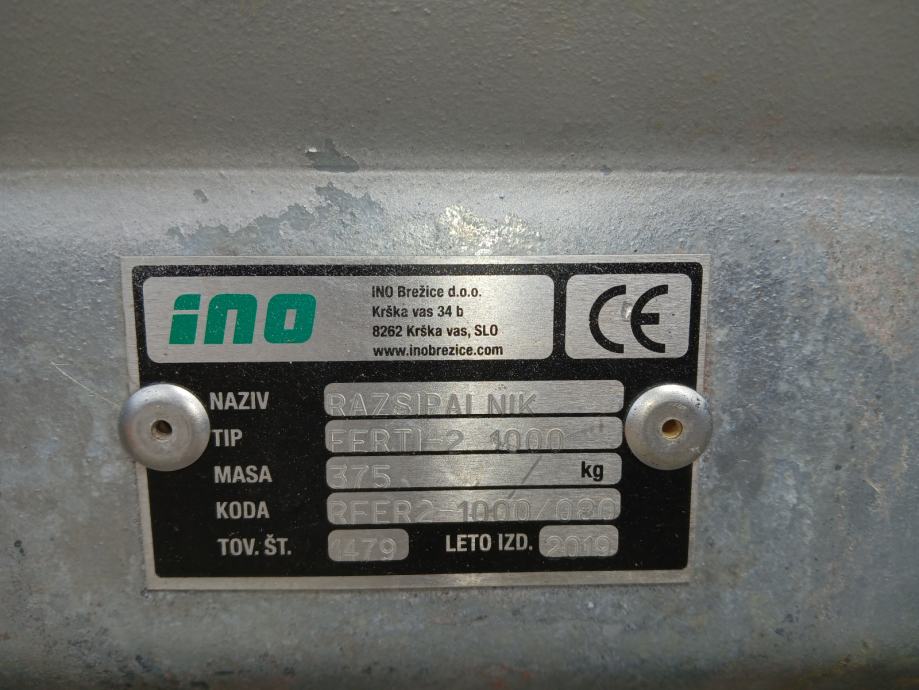 ino
INO Brežice d.o.o.
Krška vas 34 b
8262 Krška vas, SLO
www.inobrezice.com
CE
NAZIV RAZSIPALNIK
TIP FERTI-2 1000
MASA 375 kg
KODA RFER2-1000/080
TOV. ŠT. 1479 LETO IZD. 2019